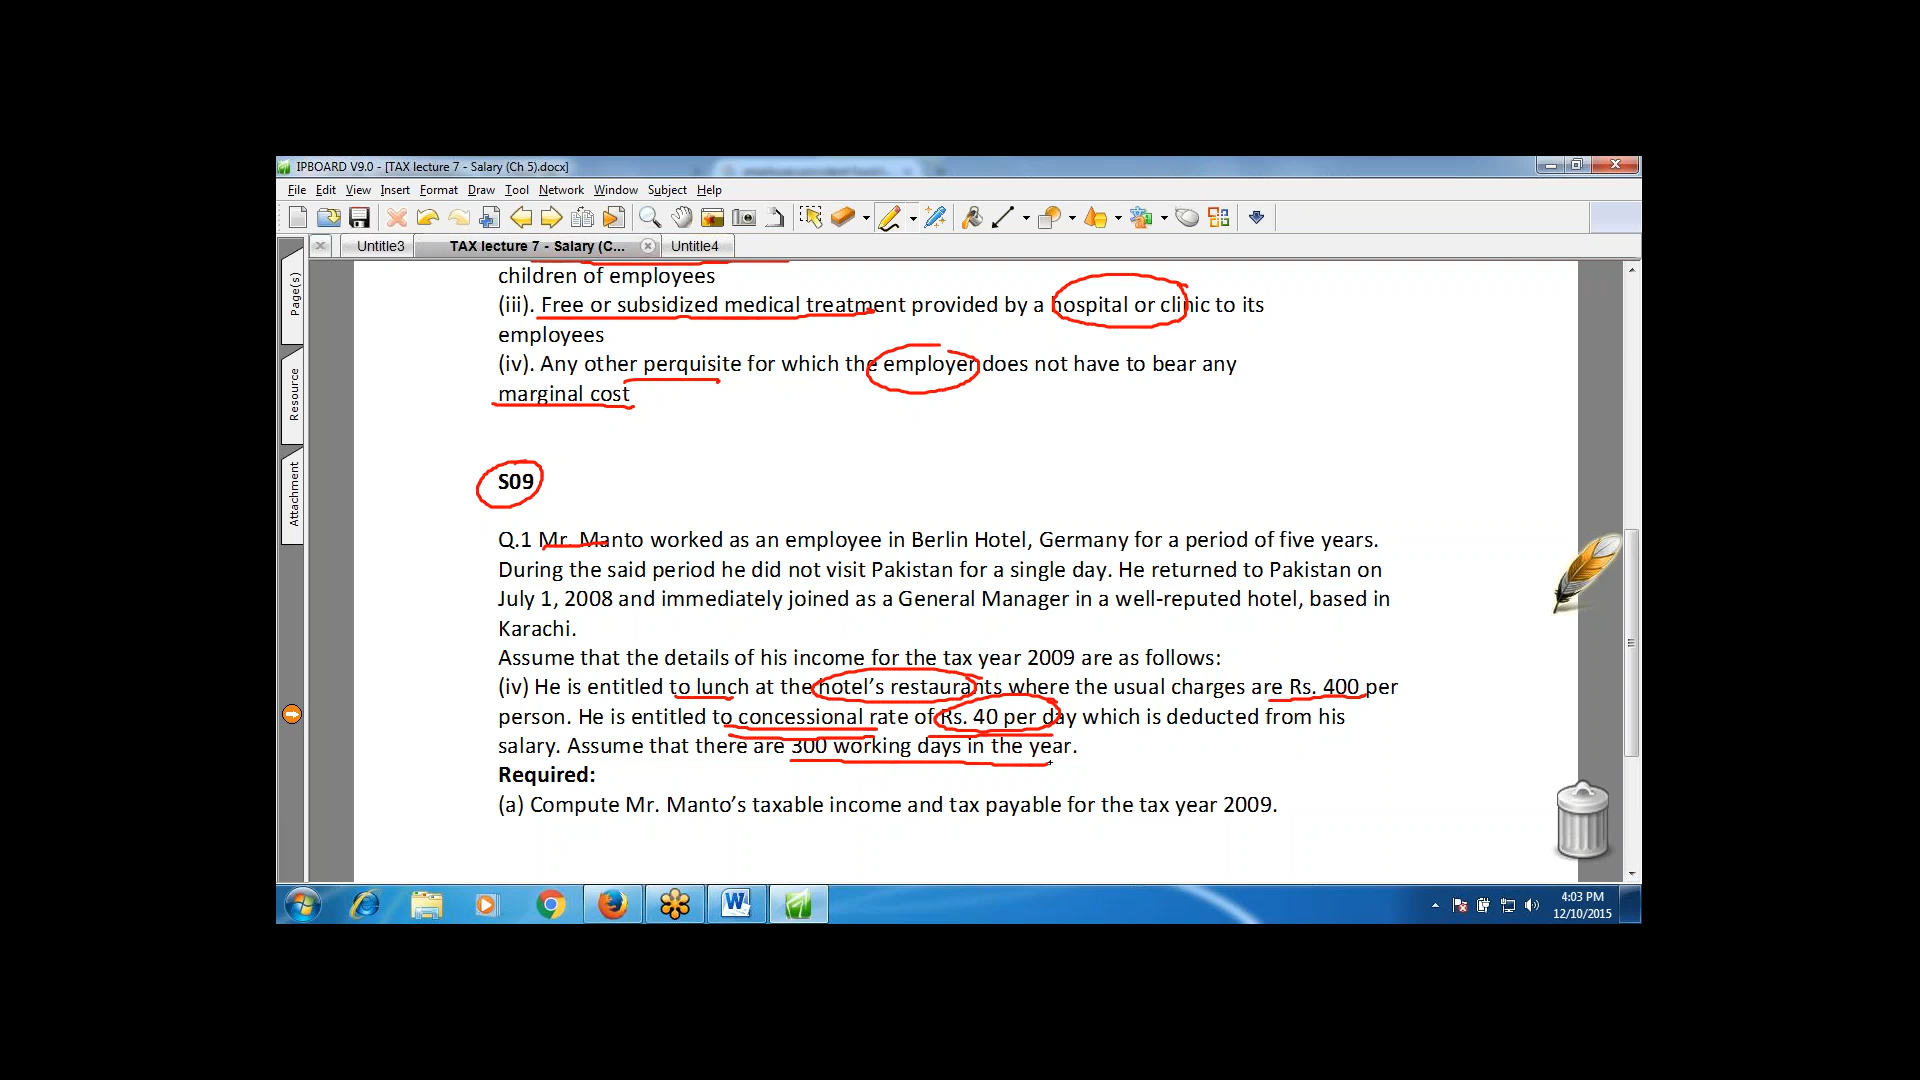 IPBOARD V9.0 - [TAX lecture 7 - Salary (Ch 5).docx]
File Edit View Insert Format Draw Tool Network Window Subject Help
Untitle3 TAX lecture 7 - Salary (C... Untitle4
Page(s)
Resource
Attachment
children of employees
(iii). Free or subsidized medical treatment provided by a hospital or clinic to its
employees
(iv). Any other perquisite for which the employer does not have to bear any
marginal cost
S09
Q.1 Mr. Manto worked as an employee in Berlin Hotel, Germany for a period of five years.
During the said period he did not visit Pakistan for a single day. He returned to Pakistan on
July 1, 2008 and immediately joined as a General Manager in a well-reputed hotel, based in
Karachi.
Assume that the details of his income for the tax year 2009 are as follows:
(iv) He is entitled to lunch at the hotel's restaurants where the usual charges are Rs. 400 per
person. He is entitled to concessional rate of Rs. 40 per day which is deducted from his
salary. Assume that there are 300 working days in the year.
Required:
(a) Compute Mr. Manto's taxable income and tax payable for the tax year 2009.
4:03 PM
12/10/2015